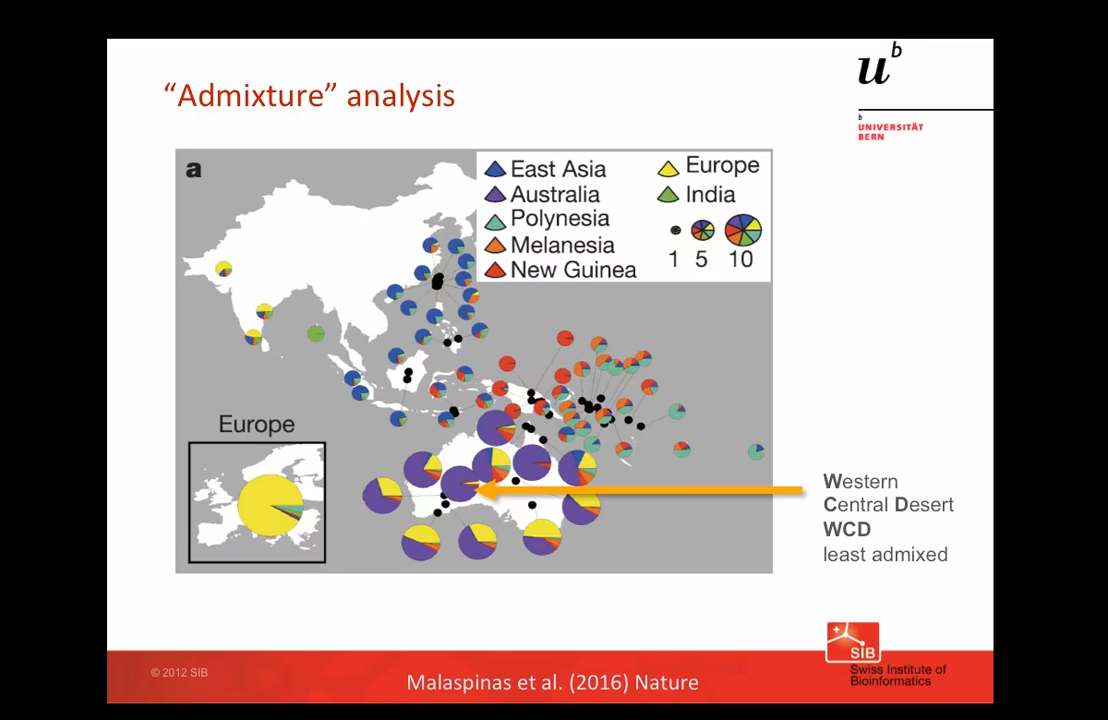 “Admixture” analysis
u
b
b
UNIVERSITÄT
BERN
a
East Asia
Australia
Polynesia
Melanesia
New Guinea
Europe
India
1 5 10
Europe
Western
Central Desert
WCD
least admixed
© 2012 SIB
Malaspinas et al. (2016) Nature
SIB
Swiss Institute of
Bioinformatics